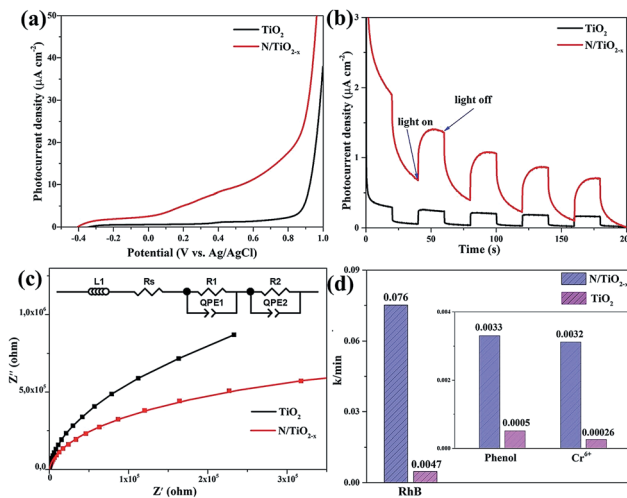 (a)
TiO2
N/TiO2-x
Photocurrent density (μA cm-2)
50
40
30
20
10
0
-0.4 -0.2 0.0 0.2 0.4 0.6 0.8 1.0
Potential (V vs. Ag/AgCl)
(b)
TiO2
N/TiO2-x
light off
light on
Photocurrent density (μA cm-2)
3
2
1
0
0 50 100 150 200
Time (s)
(c)
L1 Rs R1 R2
QPE1 QPE2
Z'' (ohm)
1,0x10⁶
5,0x10⁵
0,0
1x10⁵ 2x10⁵ 3x10⁵
TiO2
N/TiO2-x
Z' (ohm)
(d)
N/TiO2-x
TiO2
k/min
0.09
0.06
0.03
0.00
0.076
0.0047
RhB
0.004
0.002
0.000
0.0033
0.0005
0.0032
0.00026
Phenol Cr6+